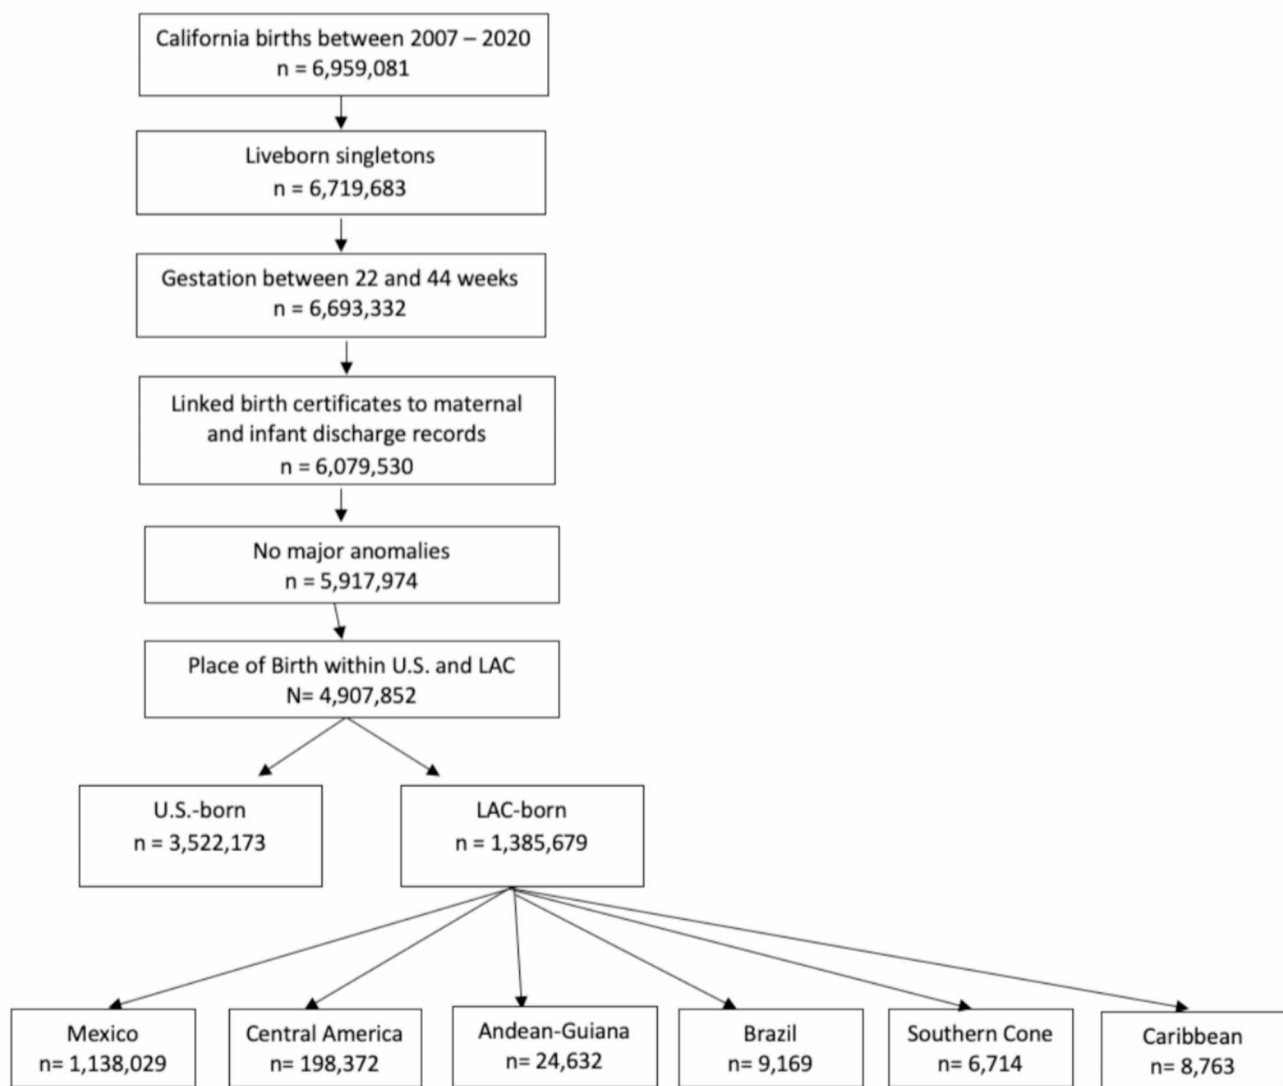 California births between 2007 – 2020
n = 6,959,081
Liveborn singletons
n = 6,719,683
Gestation between 22 and 44 weeks
n = 6,693,332
Linked birth certificates to maternal
and infant discharge records
n = 6,079,530
No major anomalies
n = 5,917,974
Place of Birth within U.S. and LAC
N= 4,907,852
U.S.-born
n = 3,522,173
LAC-born
n = 1,385,679
Mexico
n= 1,138,029
Central America
n= 198,372
Andean-Guiana
n= 24,632
Brazil
n= 9,169
Southern Cone
n= 6,714
Caribbean
n= 8,763